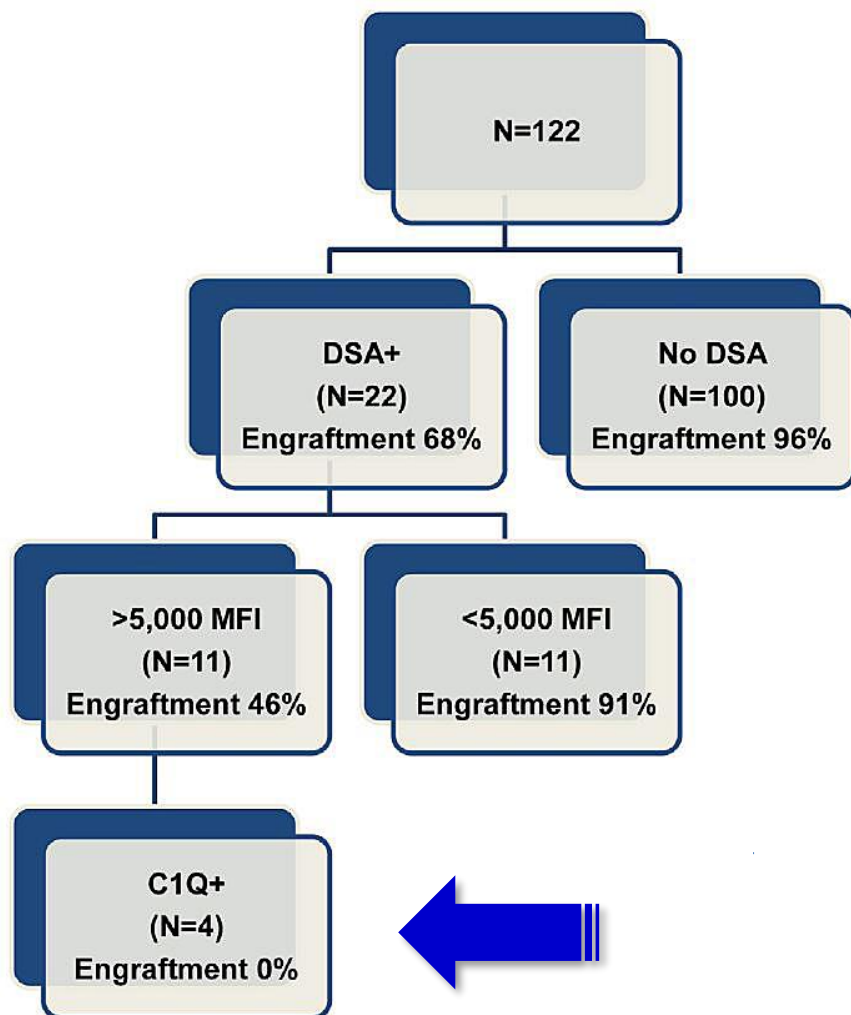 N=122
DSA+
(N=22)
Engraftment 68%
No DSA
(N=100)
Engraftment 96%
>5,000 MFI
(N=11)
Engraftment 46%
<5,000 MFI
(N=11)
Engraftment 91%
C1Q+
(N=4)
Engraftment 0%